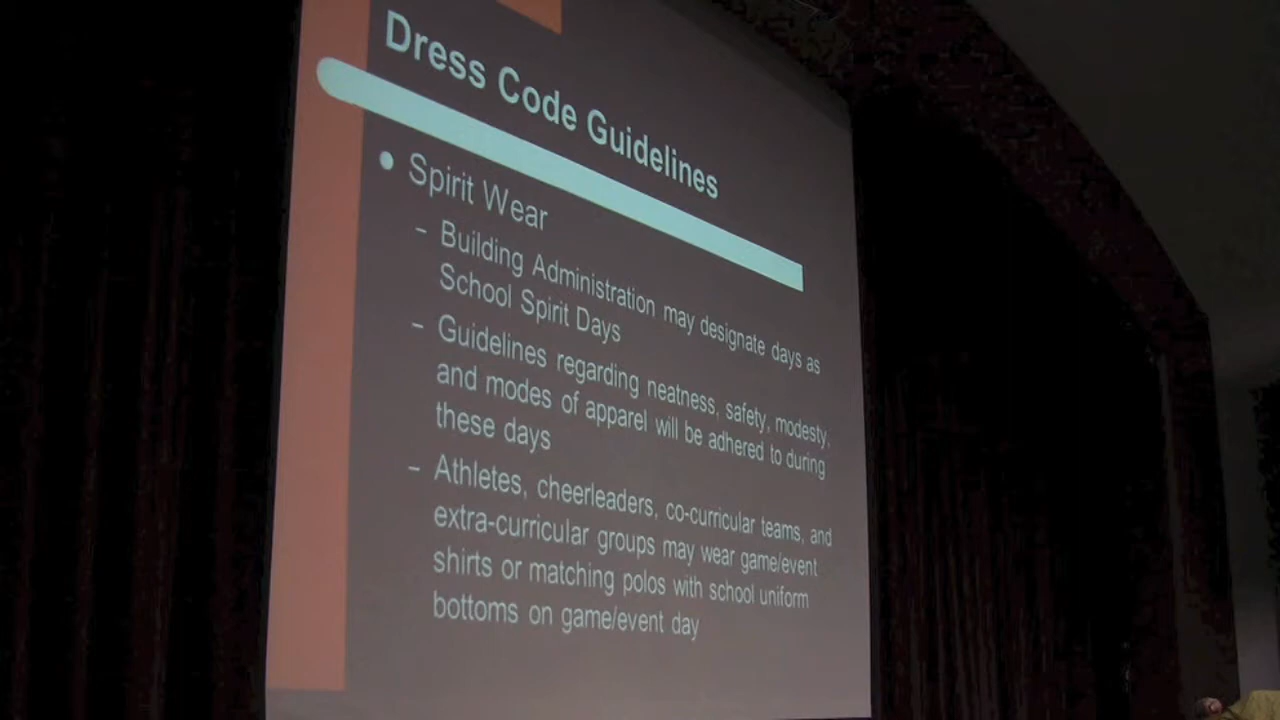 Dress Code Guidelines
• Spirit Wear
– Building Administration may designate days as
School Spirit Days
– Guidelines regarding neatness, safety, modesty,
and modes of apparel will be adhered to during
these days
– Athletes, cheerleaders, co-curricular teams, and
extra-curricular groups may wear game/event
shirts or matching polos with school uniform
bottoms on game/event day